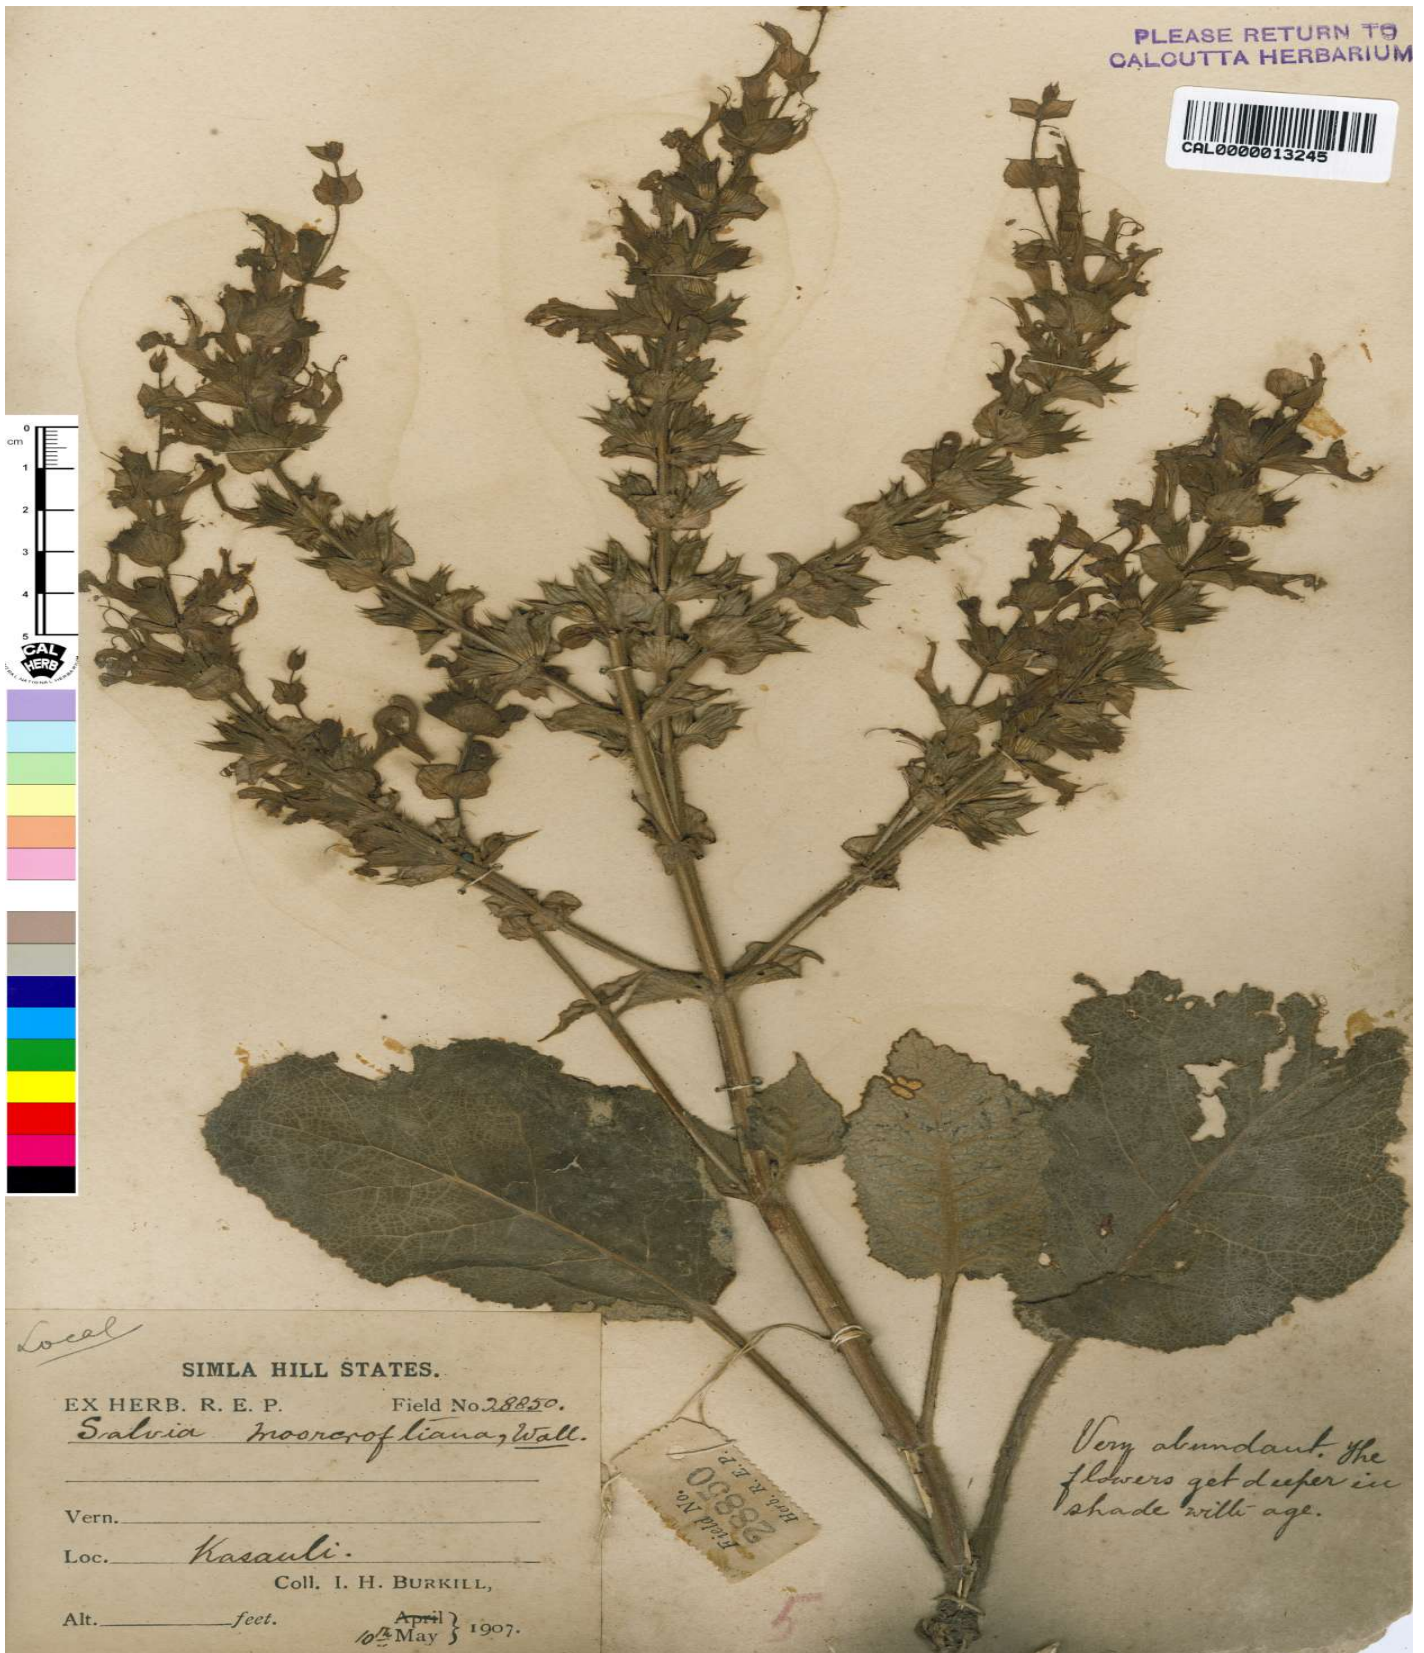 PLEASE RETURN TO
CALCUTTA HERBARIUM
CAL0000013245
0
cm
1
2
3
4
5
CAL
HERB
Local
SIMLA HILL STATES.
EX HERB. R. E. P. Field No 28850.
Salvia moorcroftiana, Wall.
Vern.
Loc. Kasauli.
Coll. I. H. BURKILL,
Alt. feet. April
10th May } 1907.
Field No.
28850
Herb. R. E. P.
Very abundant. The
flowers get deeper in
shade with age.
5